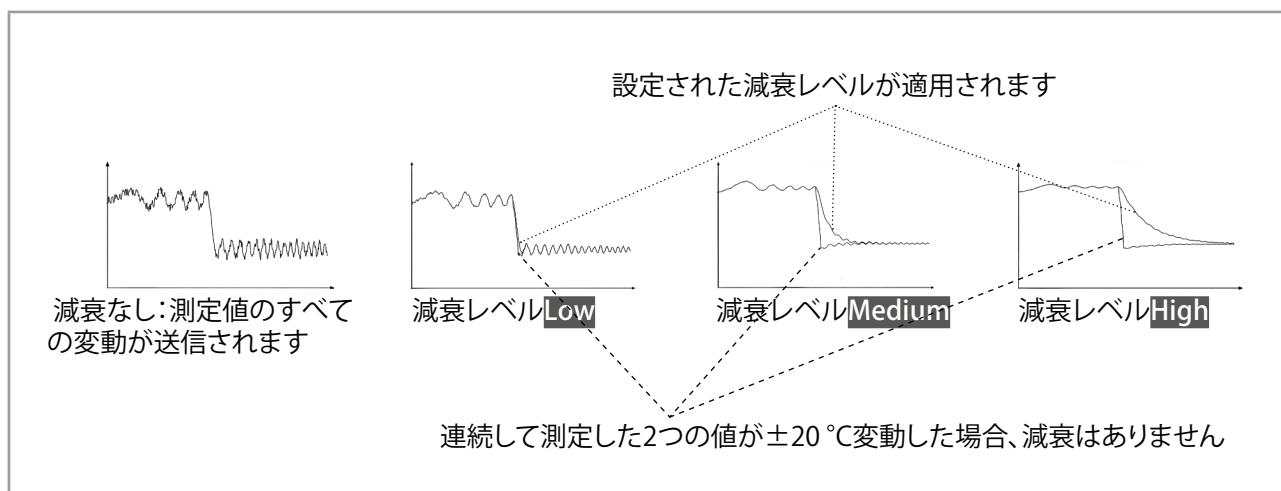 設定された減衰レベルが適用されます
減衰なし：測定値のすべて
の変動が送信されます
減衰レベルLow
減衰レベルMedium
減衰レベルHigh
連続して測定した2つの値が±20 °C変動した場合、減衰はありません